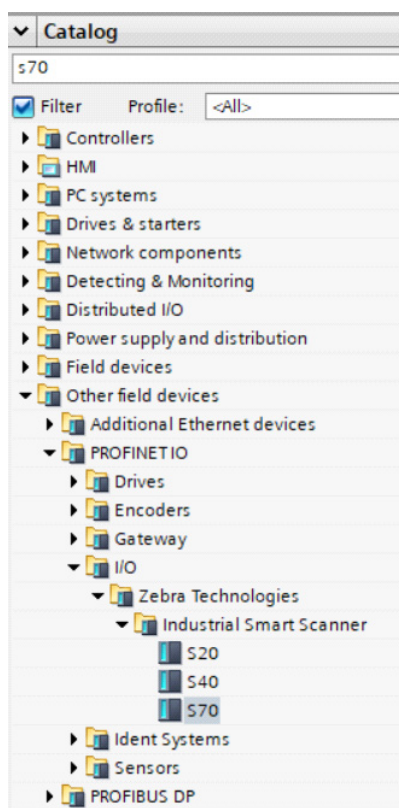 Catalog
s70
Filter Profile: <All>
Controllers
HMI
PC systems
Drives & starters
Network components
Detecting & Monitoring
Distributed I/O
Power supply and distribution
Field devices
Other field devices
Additional Ethernet devices
PROFINET IO
Drives
Encoders
Gateway
I/O
Zebra Technologies
Industrial Smart Scanner
S20
S40
S70
Ident Systems
Sensors
PROFIBUS DP